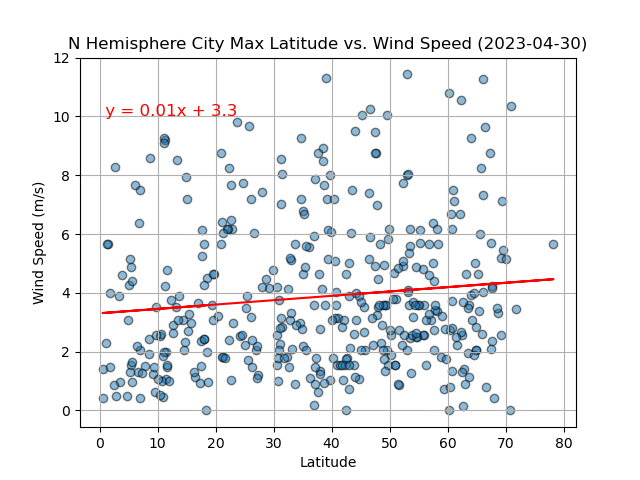 N Hemisphere City Max Latitude vs. Wind Speed (2023-04-30)
12
10
8
6
4
2
0
y = 0.01x + 3.3
Wind Speed (m/s)
0 10 20 30 40 50 60 70 80
Latitude